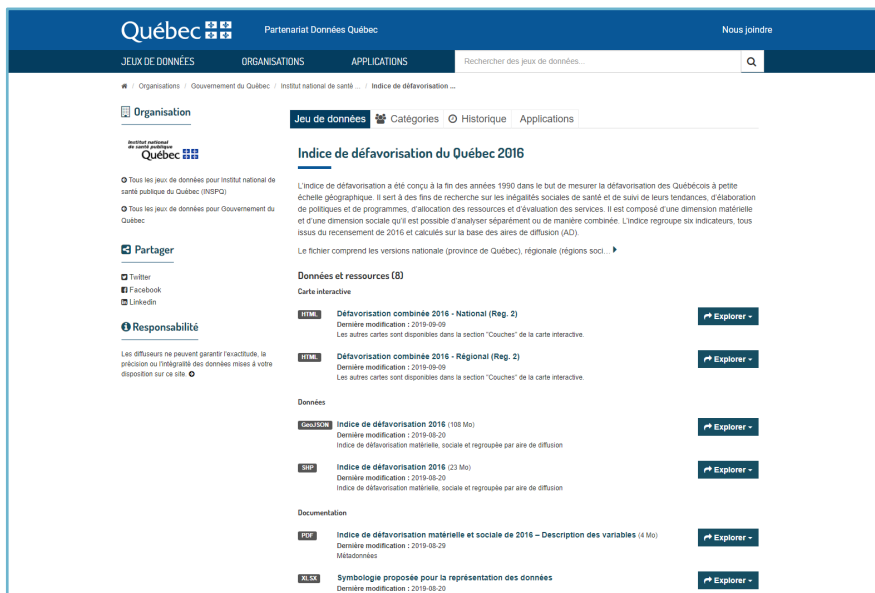 Québec
Partenariat Données Québec
Nous joindre
JEUX DE DONNÉES ORGANISATIONS APPLICATIONS
Rechercher des jeux de données...
/ Organisations / Gouvernement du Québec / Institut national de santé ... / Indice de défavorisation ...
Organisation
Institut national
de santé publique
Québec
Tous les jeux de données pour Institut national de
santé publique du Québec (INSPQ)
Tous les jeux de données pour Gouvernement du
Québec
Partager
Twitter
Facebook
Linkedin
Responsabilité
Les diffuseurs ne peuvent garantir l'exactitude, la
précision ou l'intégralité des données mises à votre
disposition sur ce site.
Jeu de données Catégories Historique Applications
Indice de défavorisation du Québec 2016
L'indice de défavorisation a été conçu à la fin des années 1990 dans le but de mesurer la défavorisation des Québécois à petite
échelle géographique. Il sert à des fins de recherche sur les inégalités sociales de santé et de suivi de leurs tendances, d'élaboration
de politiques et de programmes, d'allocation des ressources et d'évaluation des services. Il est composé d'une dimension matérielle
et d'une dimension sociale qu'il est possible d'analyser séparément ou de manière combinée. L'indice regroupe six indicateurs, tous
issus du recensement de 2016 et calculés sur la base des aires de diffusion (AD).
Le fichier comprend les versions nationale (province de Québec), régionale (régions soci...
Données et ressources (8)
Carte interactive
HTML Défavorisation combinée 2016 - National (Reg. 2)
Explorer
Dernière modification : 2019-09-09
Les autres cartes sont disponibles dans la section "Couches" de la carte interactive.
HTML Défavorisation combinée 2016 - Régional (Reg. 2)
Explorer
Dernière modification : 2019-09-09
Les autres cartes sont disponibles dans la section "Couches" de la carte interactive.
Données
GeoJSON Indice de défavorisation 2016 (108 Mo)
Explorer
Dernière modification : 2019-08-20
Indice de défavorisation matérielle, sociale et regroupée par aire de diffusion
SHP Indice de défavorisation 2016 (23 Mo)
Explorer
Dernière modification : 2019-08-20
Indice de défavorisation matérielle, sociale et regroupée par aire de diffusion
Documentation
PDF Indice de défavorisation matérielle et sociale de 2016 – Description des variables (4 Mo)
Explorer
Dernière modification : 2019-08-29
Métadonnées
XLSX Symbologie proposée pour la représentation des données
Explorer
Dernière modification : 2019-08-20